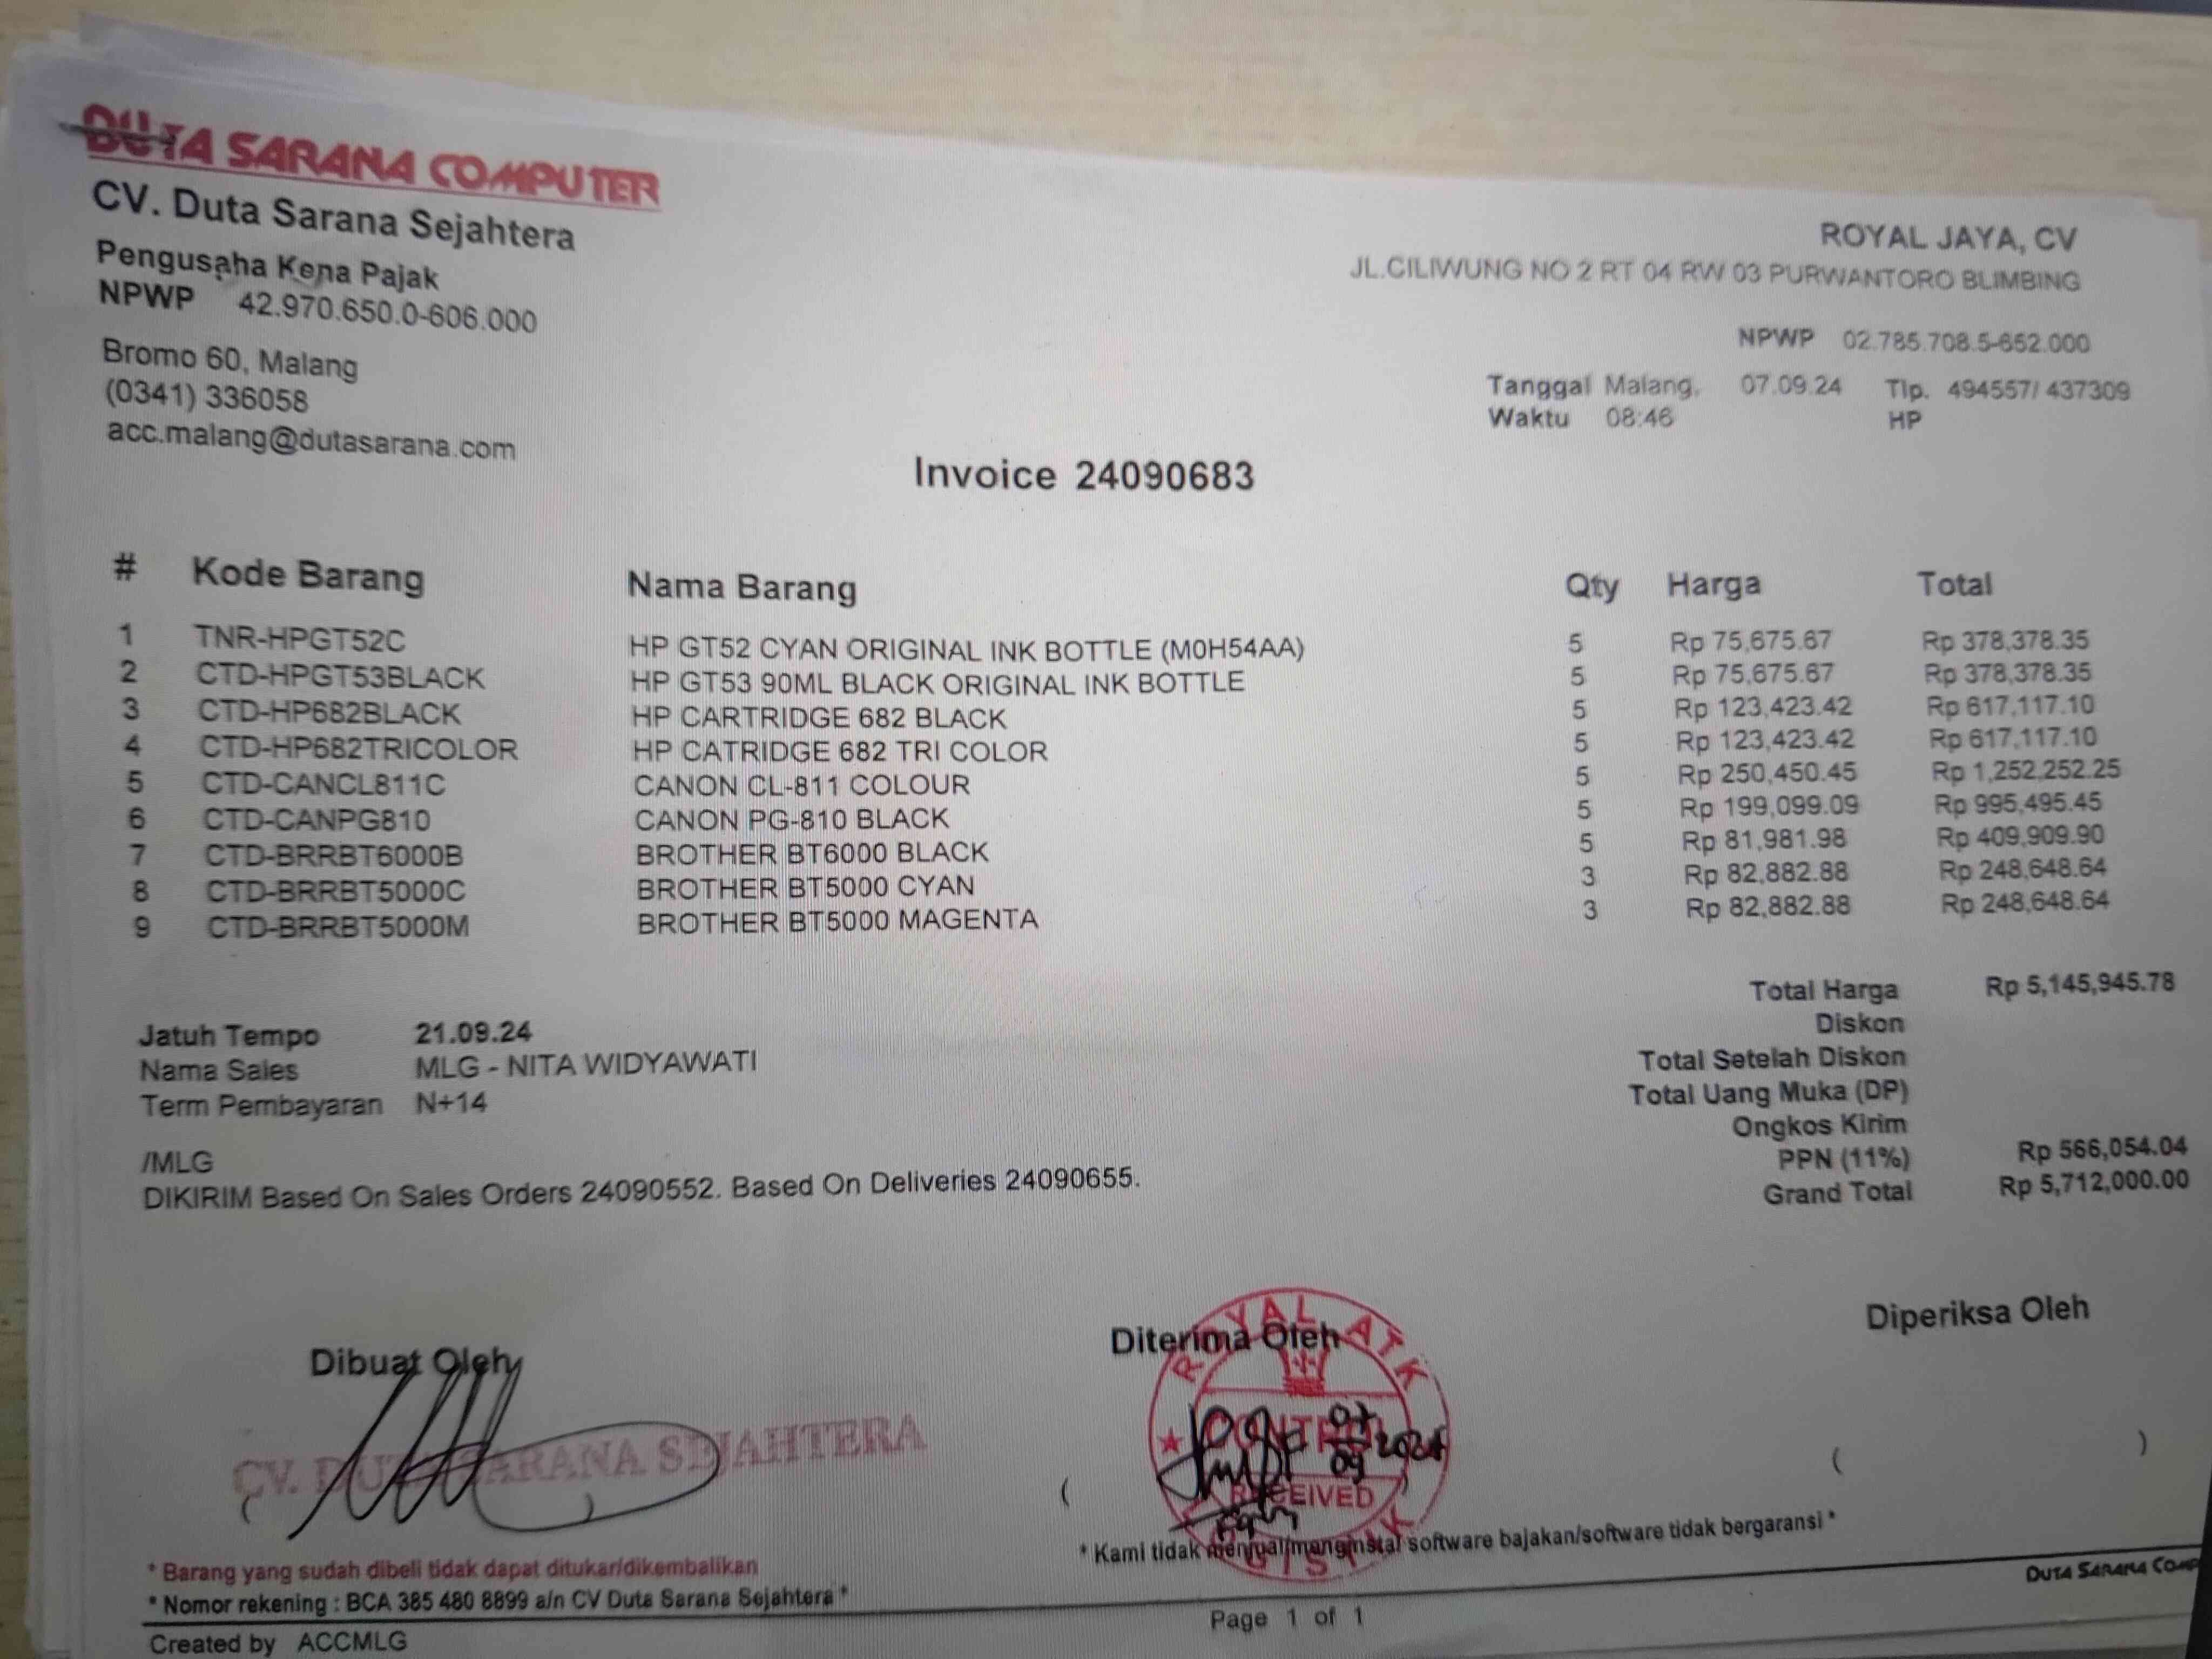 DUTA SARANA COMPUTER
CV. Duta Sarana Sejahtera
Pengusaha Kena Pajak
NPWP 42.970.650.0-606.000
Bromo 60, Malang
(0341) 336058
acc.malang@dutasarana.com
ROYAL JAYA, CV
JL.CILIWUNG NO 2 RT 04 RW 03 PURWANTORO BLIMBING
NPWP 02.785.708.5-652.000
Tanggal Malang, 07.09.24 Tlp. 494557/ 437309
Waktu 08:46 HP
Invoice 24090683
# Kode Barang Nama Barang Qty Harga Total
1 TNR-HPGT52C HP GT52 CYAN ORIGINAL INK BOTTLE (M0H54AA) 5 Rp 75,675.67 Rp 378,378.35
2 CTD-HPGT53BLACK HP GT53 90ML BLACK ORIGINAL INK BOTTLE 5 Rp 75,675.67 Rp 378,378.35
3 CTD-HP682BLACK HP CARTRIDGE 682 BLACK 5 Rp 123,423.42 Rp 617,117.10
4 CTD-HP682TRICOLOR HP CATRIDGE 682 TRI COLOR 5 Rp 123,423.42 Rp 617,117.10
5 CTD-CANCL811C CANON CL-811 COLOUR 5 Rp 250,450.45 Rp 1,252,252.25
6 CTD-CANPG810 CANON PG-810 BLACK 5 Rp 199,099.09 Rp 995,495.45
7 CTD-BRRBT6000B BROTHER BT6000 BLACK 5 Rp 81,981.98 Rp 409,909.90
8 CTD-BRRBT5000C BROTHER BT5000 CYAN 3 Rp 82,882.88 Rp 248,648.64
9 CTD-BRRBT5000M BROTHER BT5000 MAGENTA 3 Rp 82,882.88 Rp 248,648.64
Total Harga Rp 5,145,945.78
Diskon
Total Setelah Diskon
Total Uang Muka (DP)
Ongkos Kirim
PPN (11%) Rp 566,054.04
Grand Total Rp 5,712,000.00
Jatuh Tempo 21.09.24
Nama Sales MLG - NITA WIDYAWATI
Term Pembayaran N+14
/MLG
DIKIRIM Based On Sales Orders 24090552. Based On Deliveries 24090655.
Dibuat Oleh
CV. DUTA SARANA SEJAHTERA
Diterima Oleh
ROYAL ATK
RECEIVED
07/09 2024
Diperiksa Oleh
* Barang yang sudah dibeli tidak dapat ditukar/dikembalikan
* Nomor rekening : BCA 385 480 8899 a/n CV Duta Sarana Sejahtera *
* Kami tidak menjual/menginstal software bajakan/software tidak bergaransi *
DUTA SARANA COMP
Page 1 of 1
Created by ACCMLG